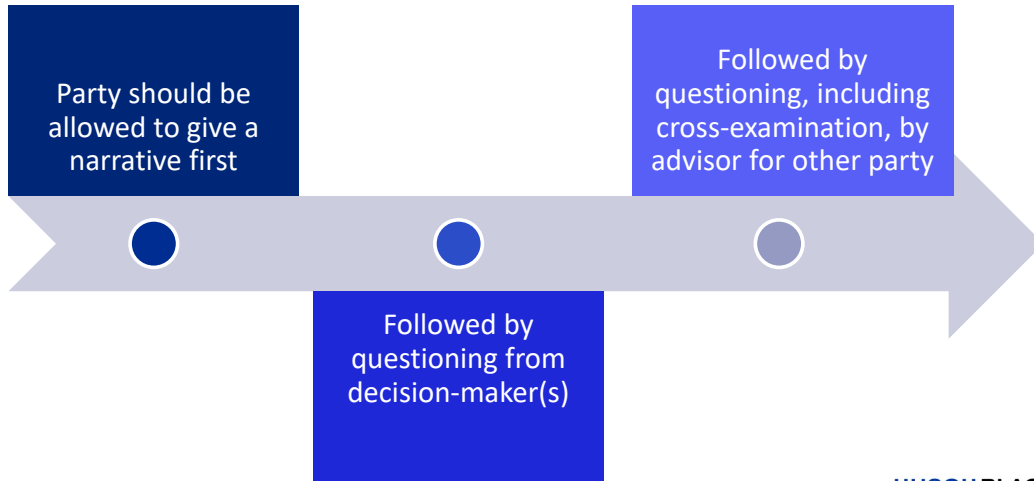 Party should be
allowed to give a
narrative first
Followed by
questioning from
decision-maker(s)
Followed by
questioning, including
cross-examination, by
advisor for other party